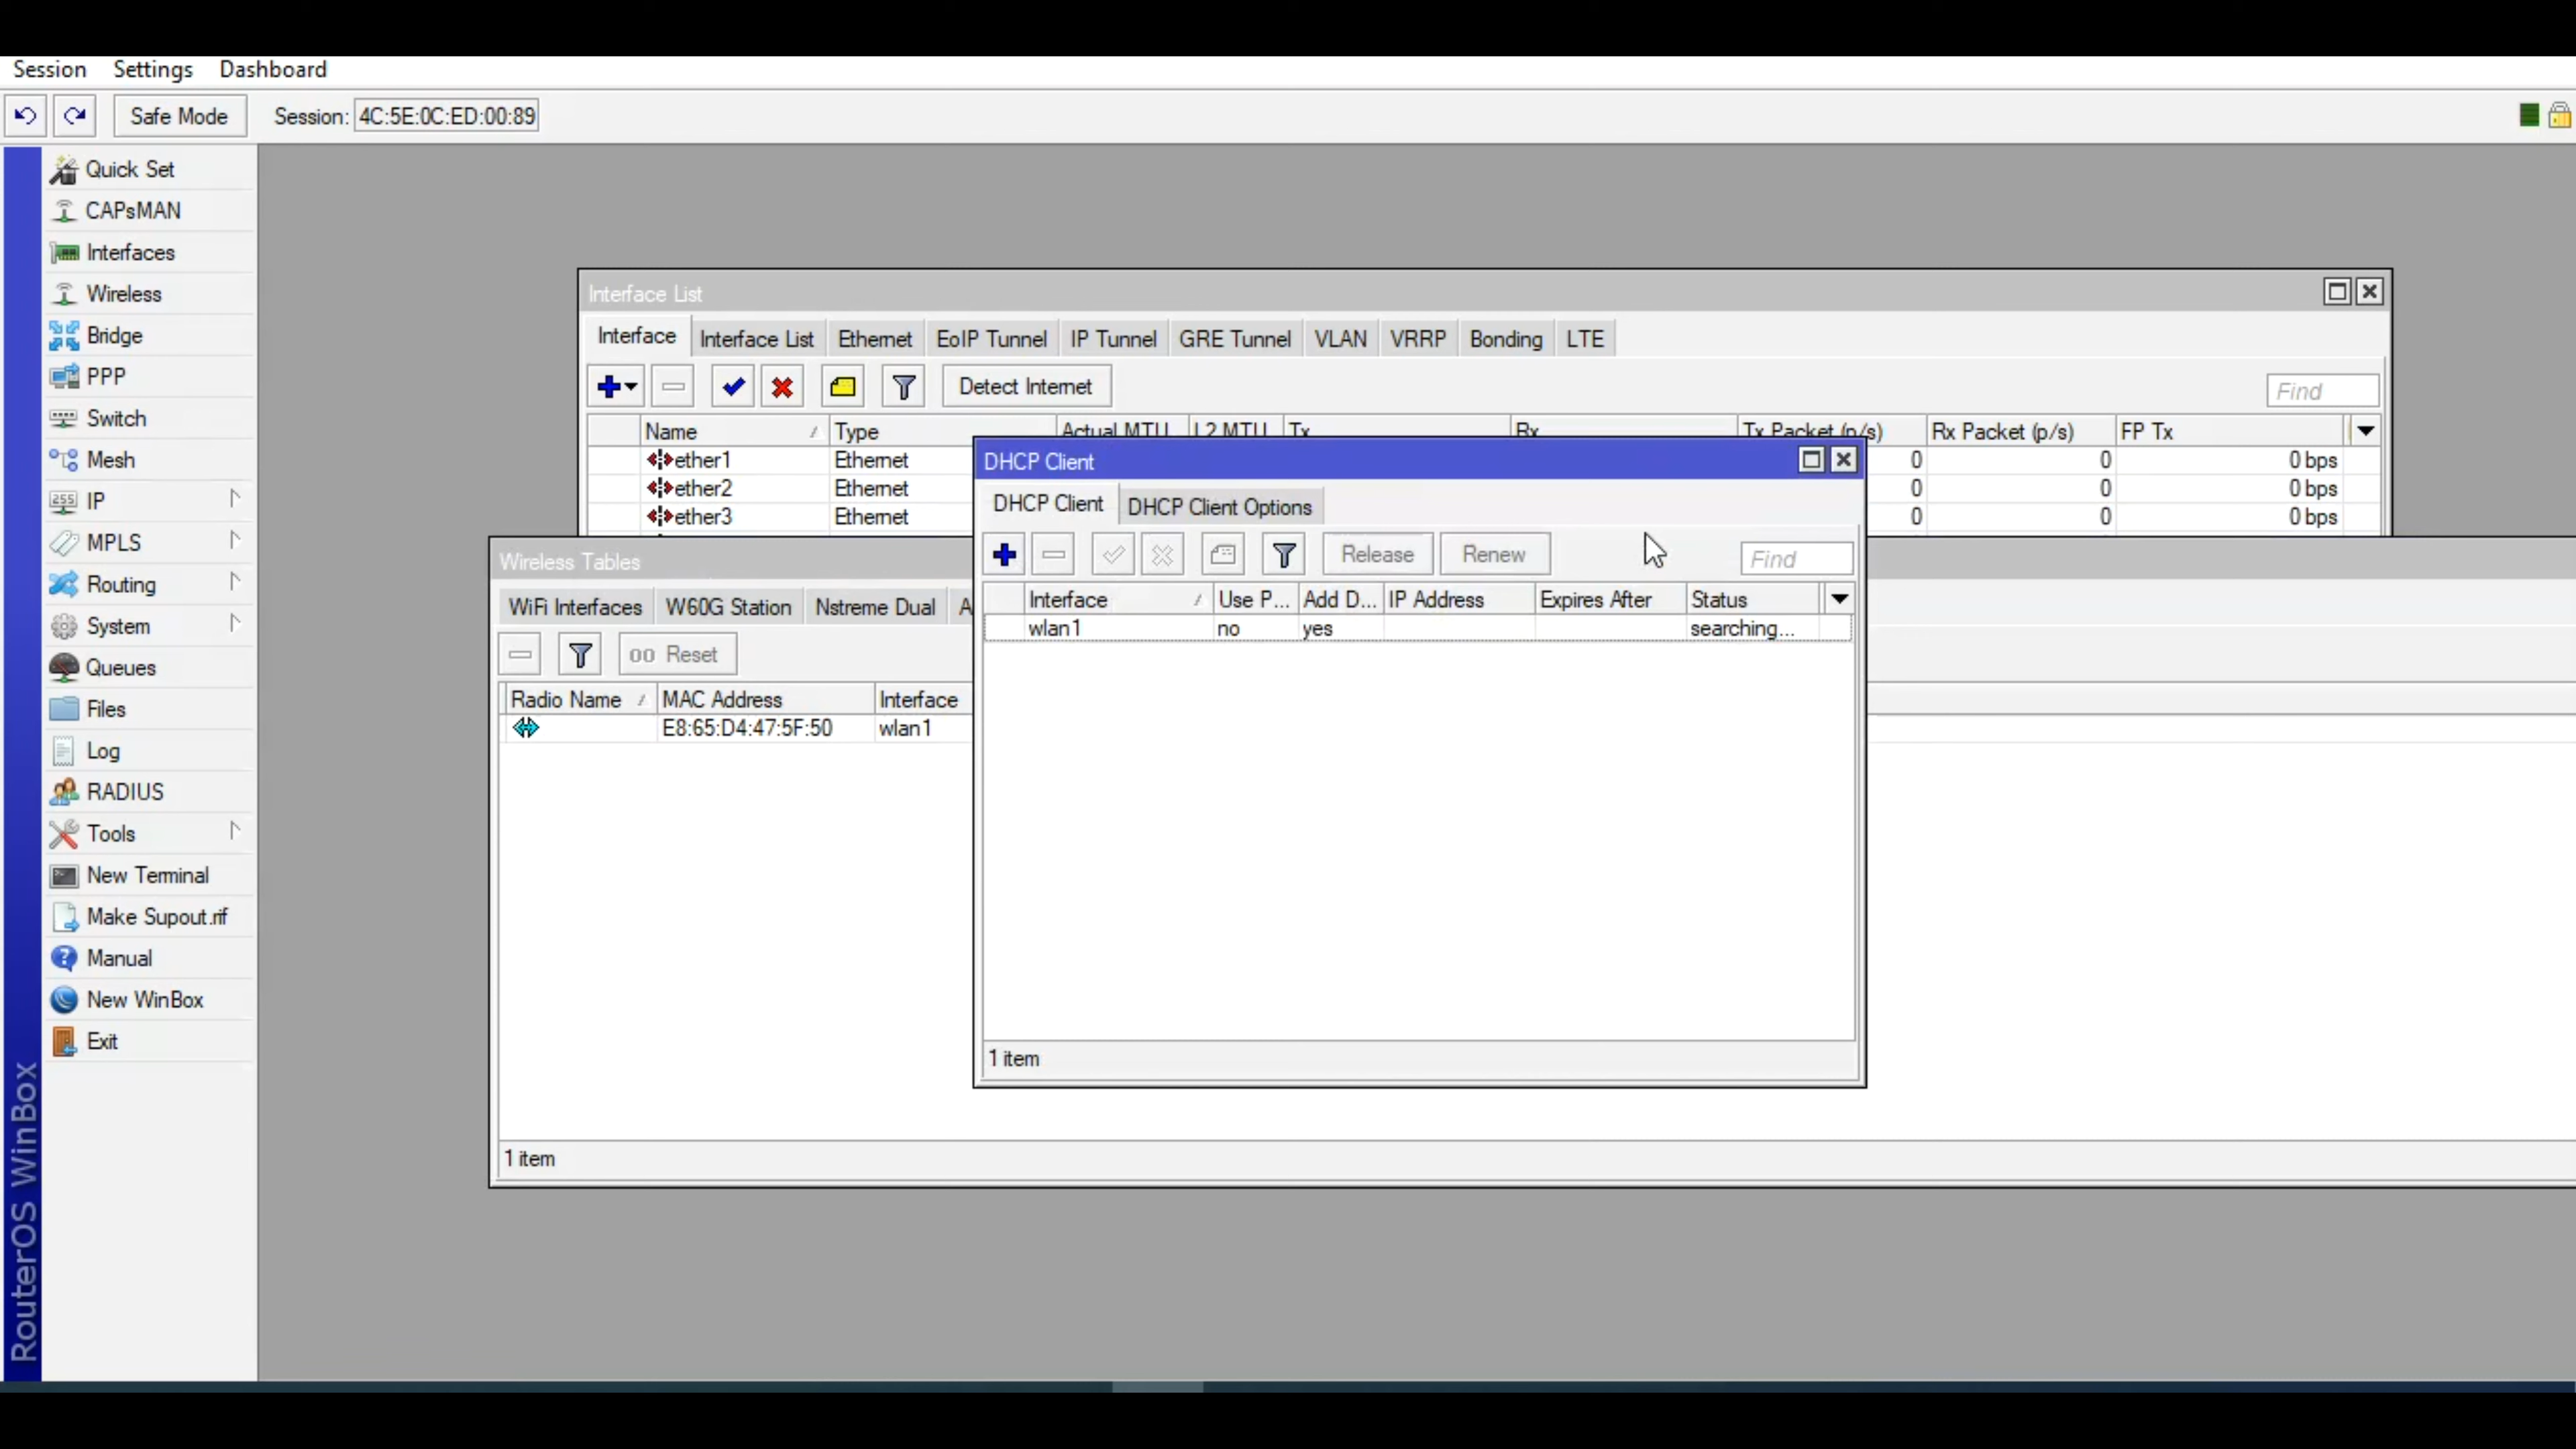 Session Settings Dashboard
Safe Mode Session: 4C:5E:0C:ED:00:89
Quick Set
CAPsMAN
Interfaces
Wireless
Bridge
PPP
Switch
Mesh
255 IP
MPLS
Routing
System
Queues
Files
Log
RADIUS
Tools
New Terminal
Make Supout.rif
Manual
New WinBox
Exit
RouterOS WinBox
Interface List
Interface Interface List Ethernet EoIP Tunnel IP Tunnel GRE Tunnel VLAN VRRP Bonding LTE
Detect Internet Find
Name Type Actual MTU L2 MTU Tx Rx Tx Packet (p/s) Rx Packet (p/s) FP Tx
ether1 Ethernet 0 0 0 bps
ether2 Ethernet 0 0 0 bps
ether3 Ethernet 0 0 0 bps
Wireless Tables
WiFi Interfaces W60G Station Nstreme Dual A
00 Reset
Radio Name MAC Address Interface
E8:65:D4:47:5F:50 wlan1
1 item
DHCP Client
DHCP Client DHCP Client Options
Release Renew Find
Interface Use P... Add D... IP Address Expires After Status
wlan1 no yes searching...
1 item